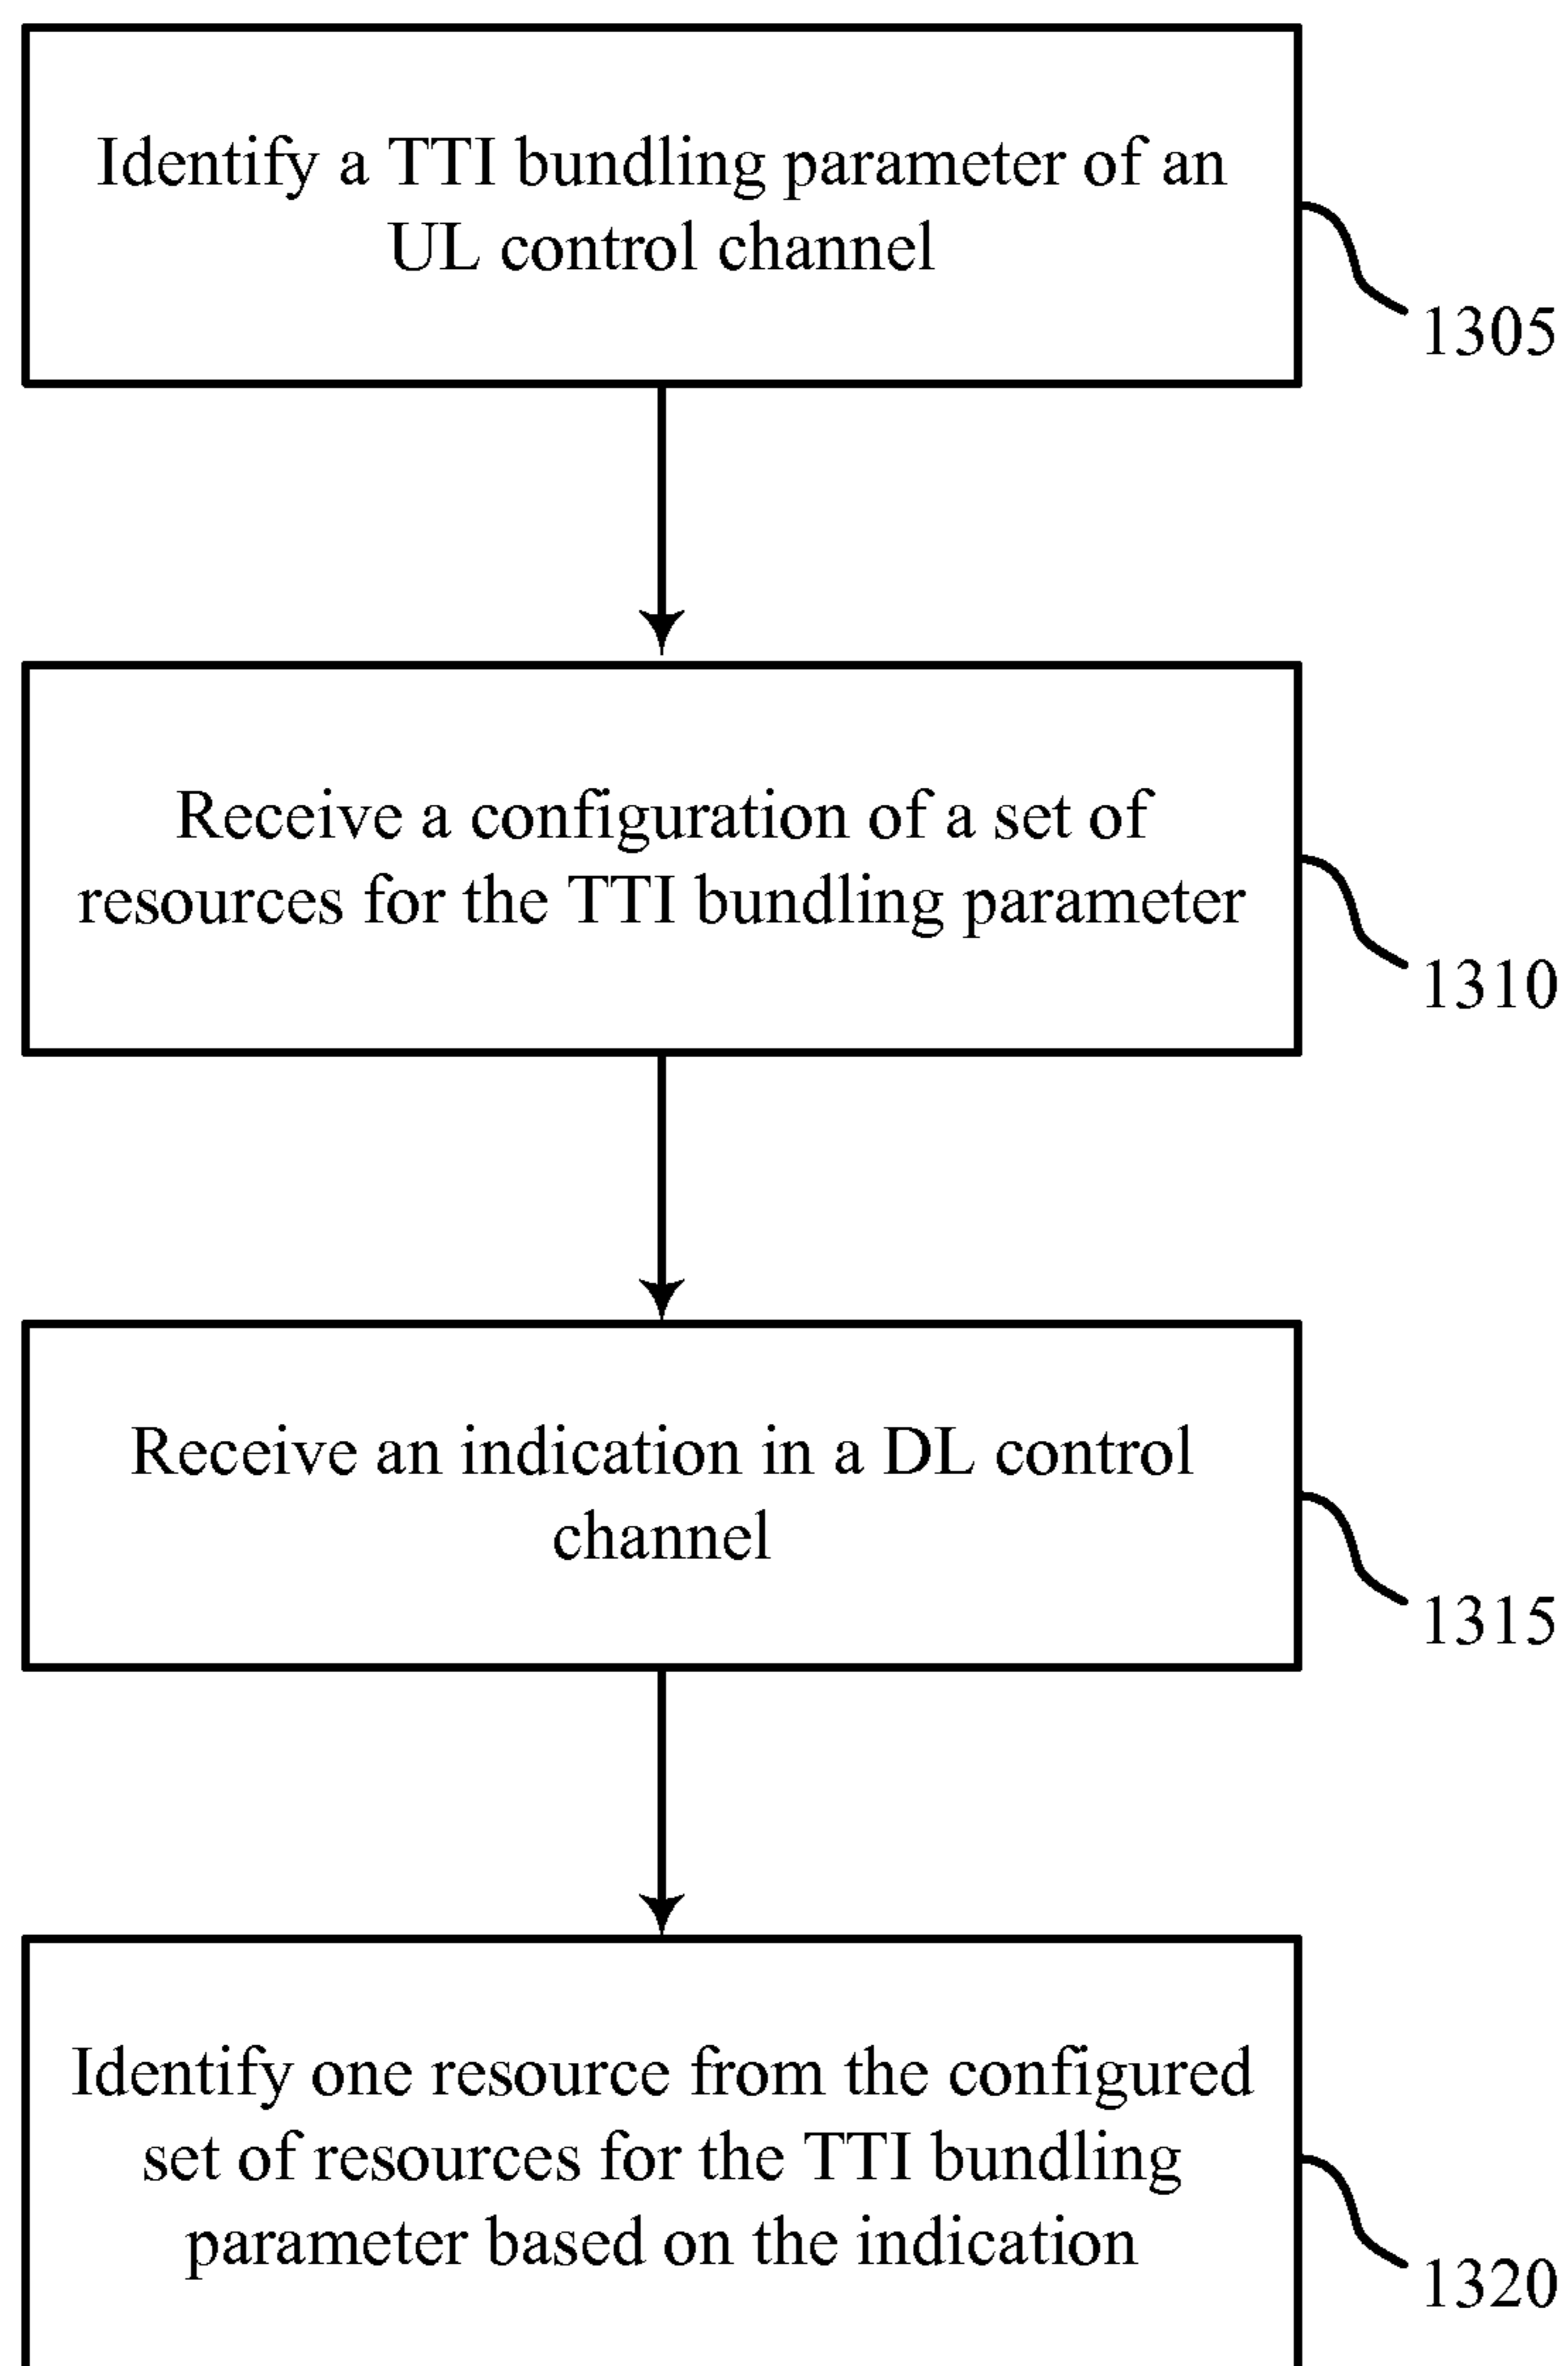 Identify a TTI bundling parameter of an
UL control channel
1305
Receive a configuration of a set of
resources for the TTI bundling parameter
1310
Receive an indication in a DL control
channel
1315
Identify one resource from the configured
set of resources for the TTI bundling
parameter based on the indication
1320